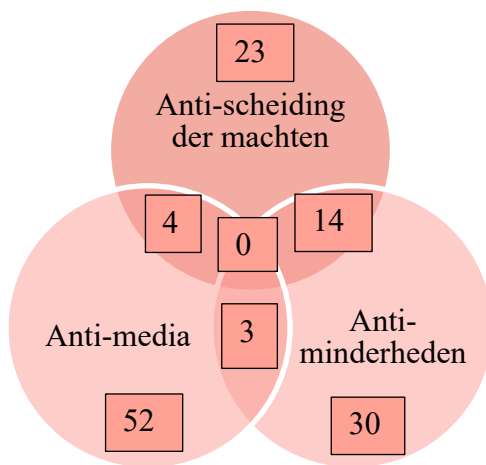 23
Anti-scheiding
der machten
4
0
14
3
Anti-media
Anti-
minderheden
52
30